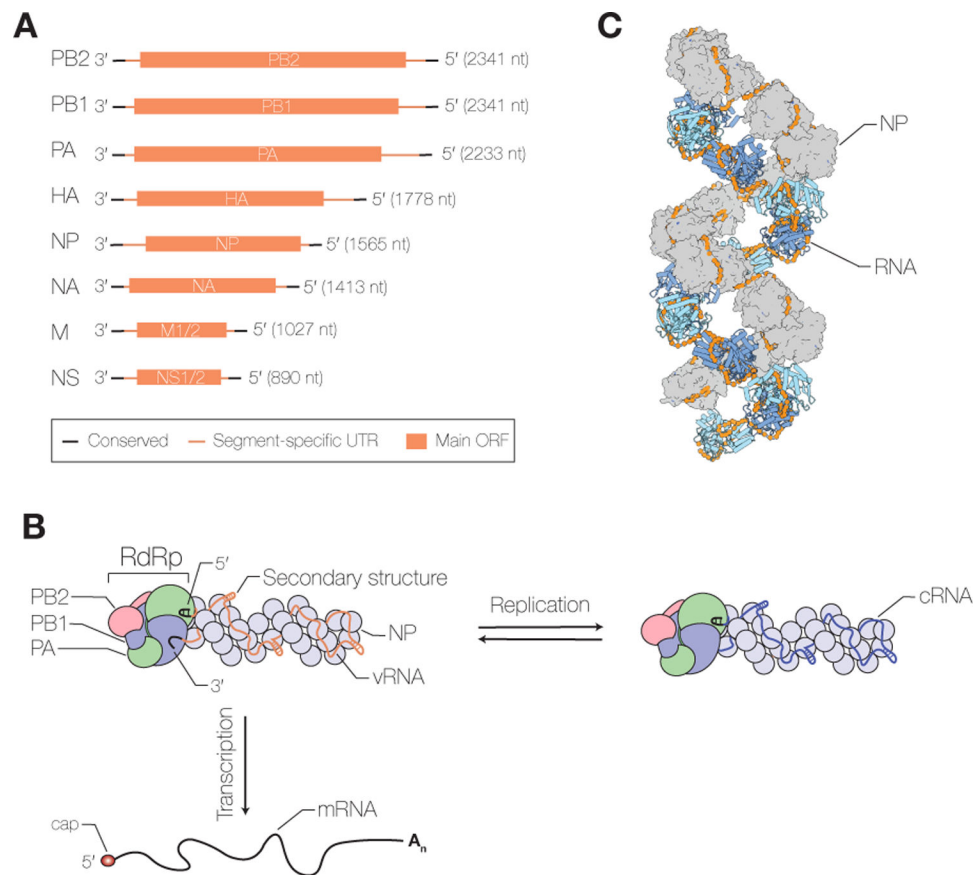 A
PB2 3′ PB2 5′ (2341 nt)
PB1 3′ PB1 5′ (2341 nt)
PA 3′ PA 5′ (2233 nt)
HA 3′ HA 5′ (1778 nt)
NP 3′ NP 5′ (1565 nt)
NA 3′ NA 5′ (1413 nt)
M 3′ M1/2 5′ (1027 nt)
NS 3′ NS1/2 5′ (890 nt)
Conserved Segment-specific UTR Main ORF
C
NP
RNA
B
RdRp
5′
Secondary structure
PB2
PB1
PA
NP
vRNA
3′
Replication
cRNA
Transcription
cap
5′
mRNA
An